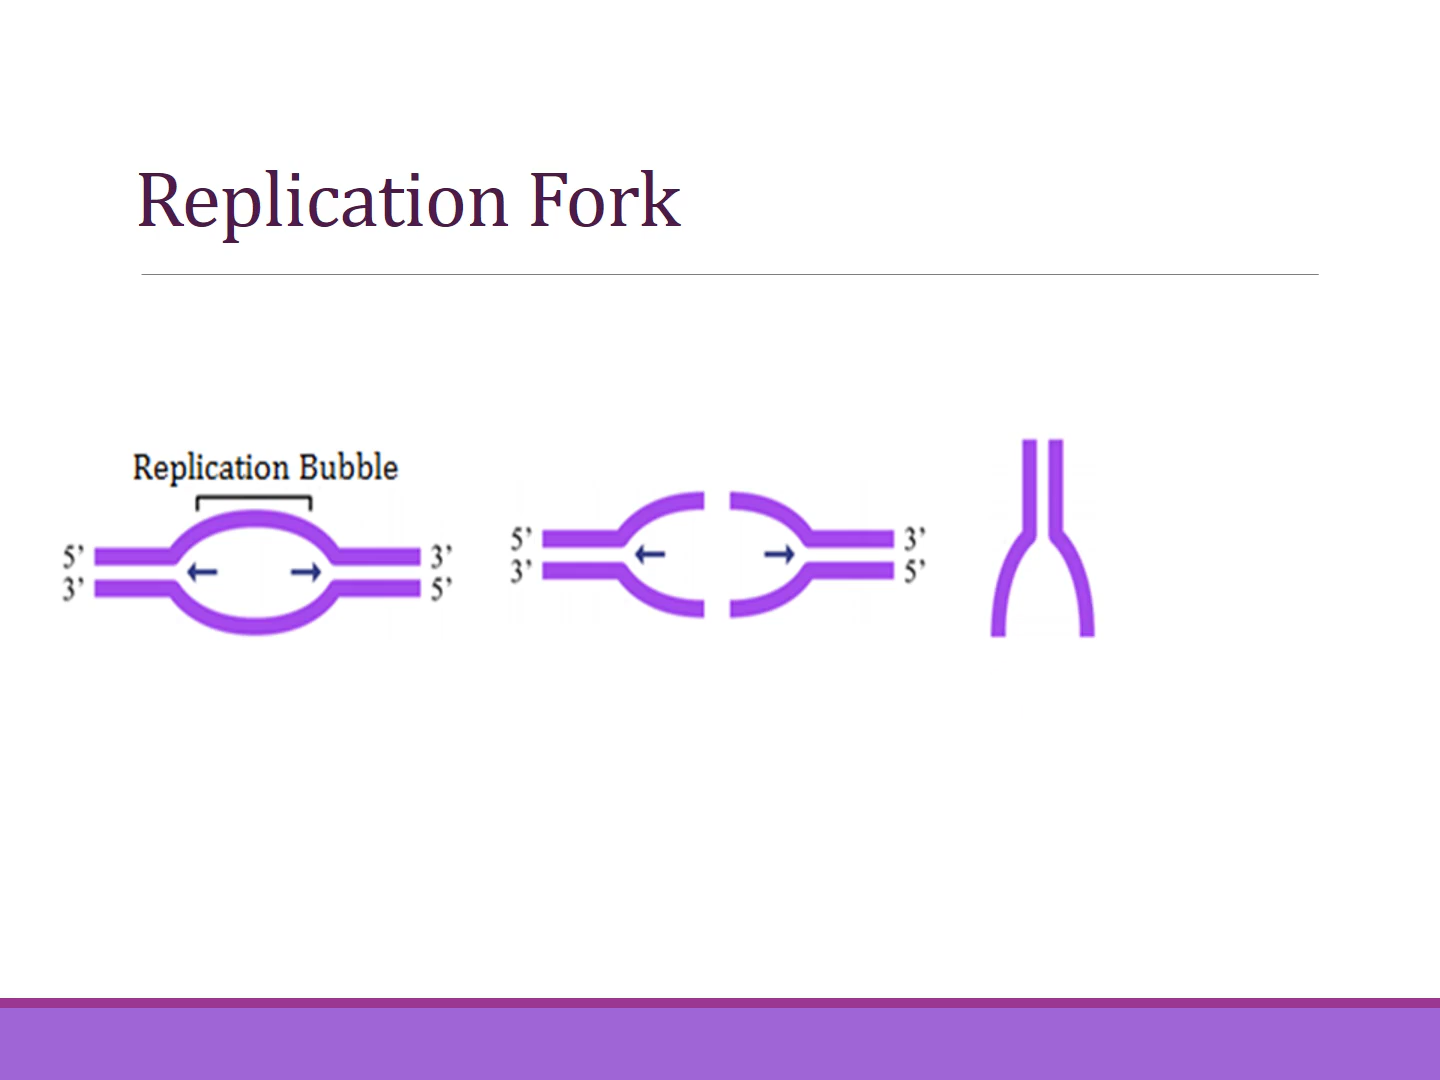 Replication Fork
Replication Bubble
5’ 3’
3’ 5’
5’ 3’
3’ 5’